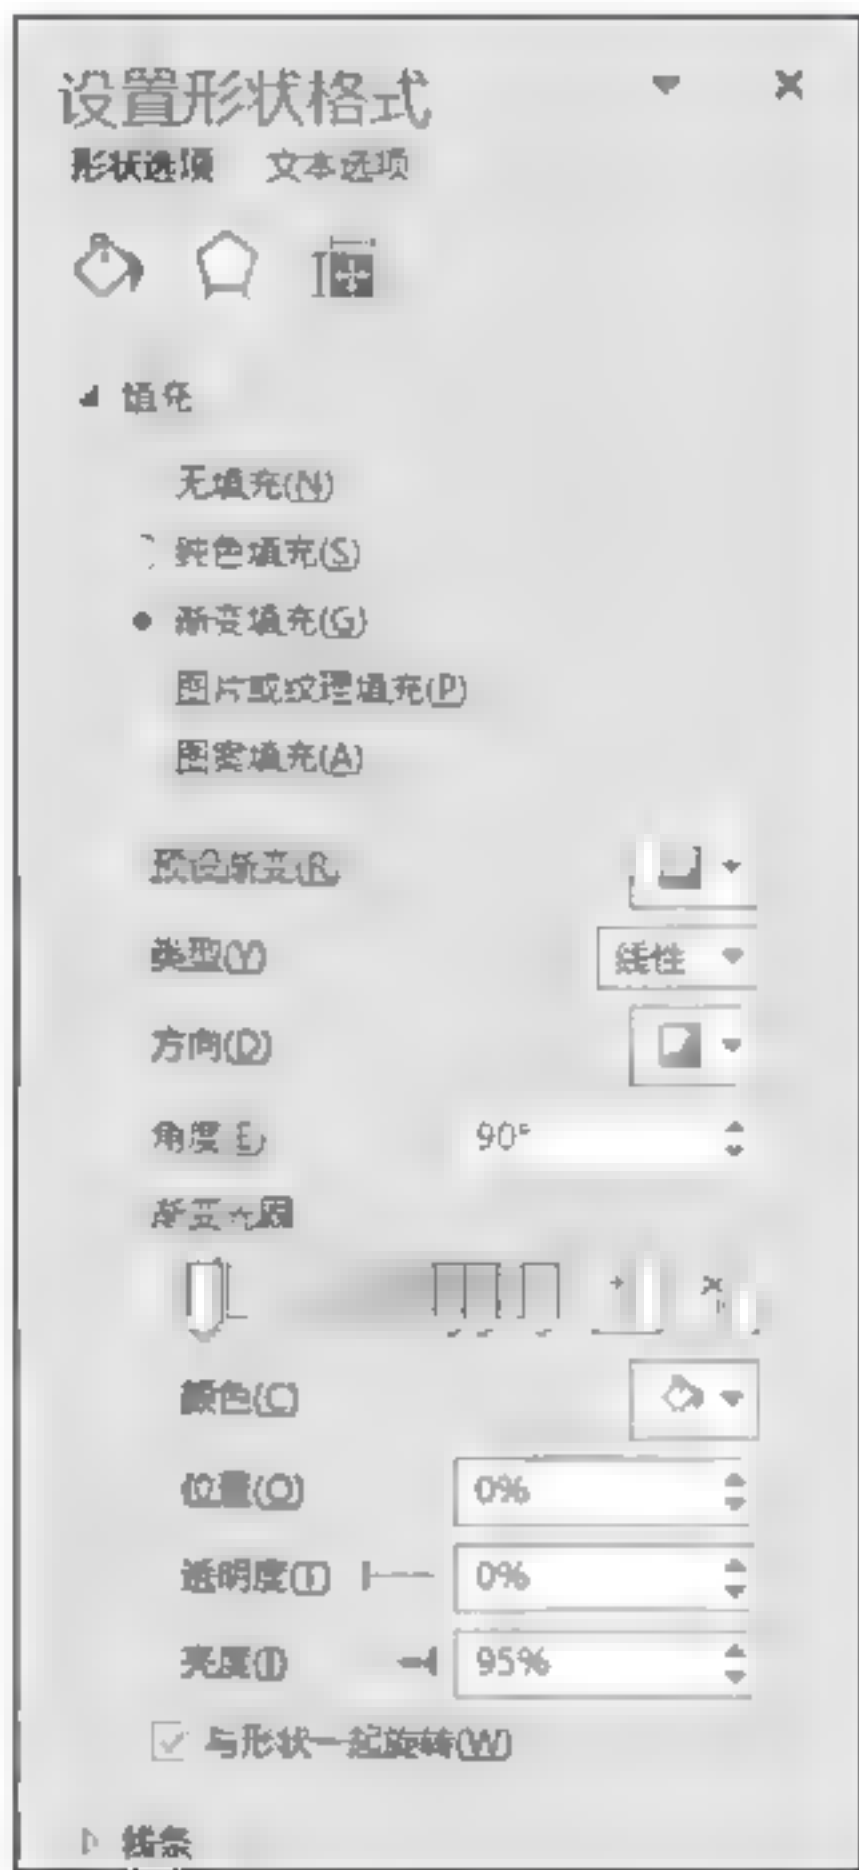 设置形状格式
形状选项 文本选项
填充
无填充(N)
纯色填充(S)
渐变填充(G)
图片或纹理填充(P)
图案填充(A)
预设渐变(R)
类型(Y) 线性
方向(D)
角度(E) 90°
渐变光圈
颜色(C)
位置(O) 0%
透明度(T) 0%
亮度(I) 95%
与形状一起旋转(W)
线条